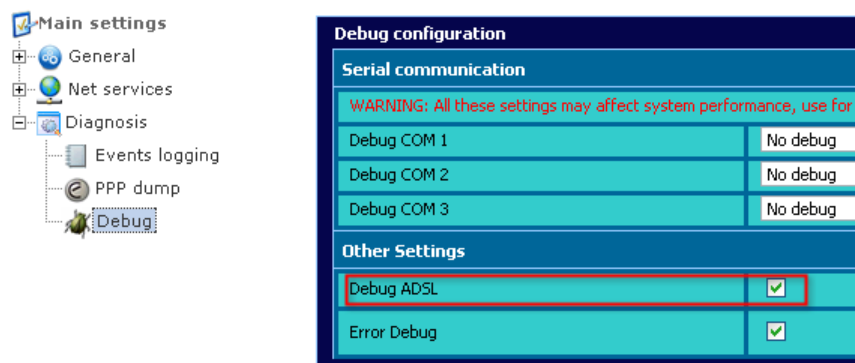 Main settings
General
Net services
Diagnosis
Events logging
PPP dump
Debug
Debug configuration
Serial communication
WARNING: All these settings may affect system performance, use for
Debug COM 1 No debug
Debug COM 2 No debug
Debug COM 3 No debug
Other Settings
Debug ADSL
Error Debug